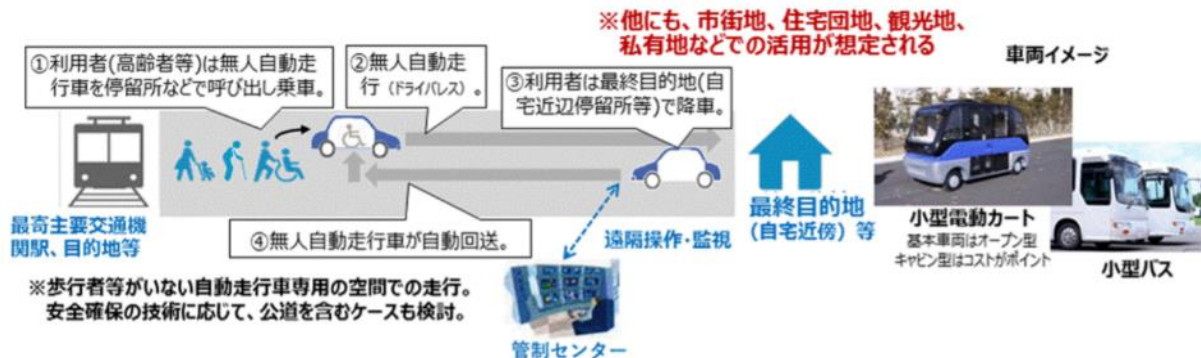 ※他にも、市街地、住宅団地、観光地、
私有地などでの活用が想定される
車両イメージ
①利用者(高齢者等)は無人自動走
行車を停留所などで呼び出し乗車。
②無人自動走
行（ドライバレス）。
③利用者は最終目的地(自
宅近辺停留所等)で降車。
最寄主要交通機
関駅、目的地等
④無人自動走行車が自動回送。
遠隔操作・監視
最終目的地
(自宅近傍）等
小型電動カート
基本車両はオープン型
キャビン型はコストがポイント
小型バス
※歩行者等がいない自動走行車専用の空間での走行。
安全確保の技術に応じて、公道を含むケースも検討。
管制センター